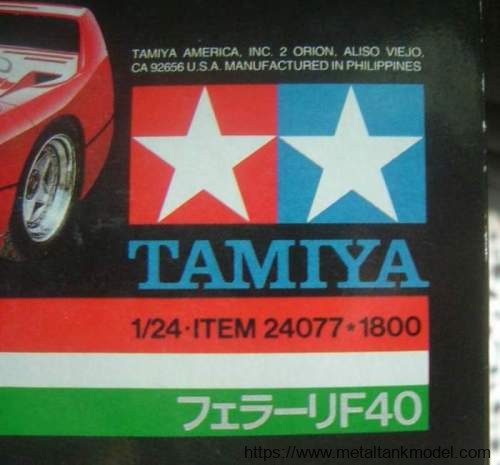 TAMIYA AMERICA, INC. 2 ORION, ALISO VIEJO,
CA 92656 U.S.A. MANUFACTURED IN PHILIPPINES
TAMIYA
1/24·ITEM 24077★1800
フェラーリF40
https://www.metaltankmodel.com